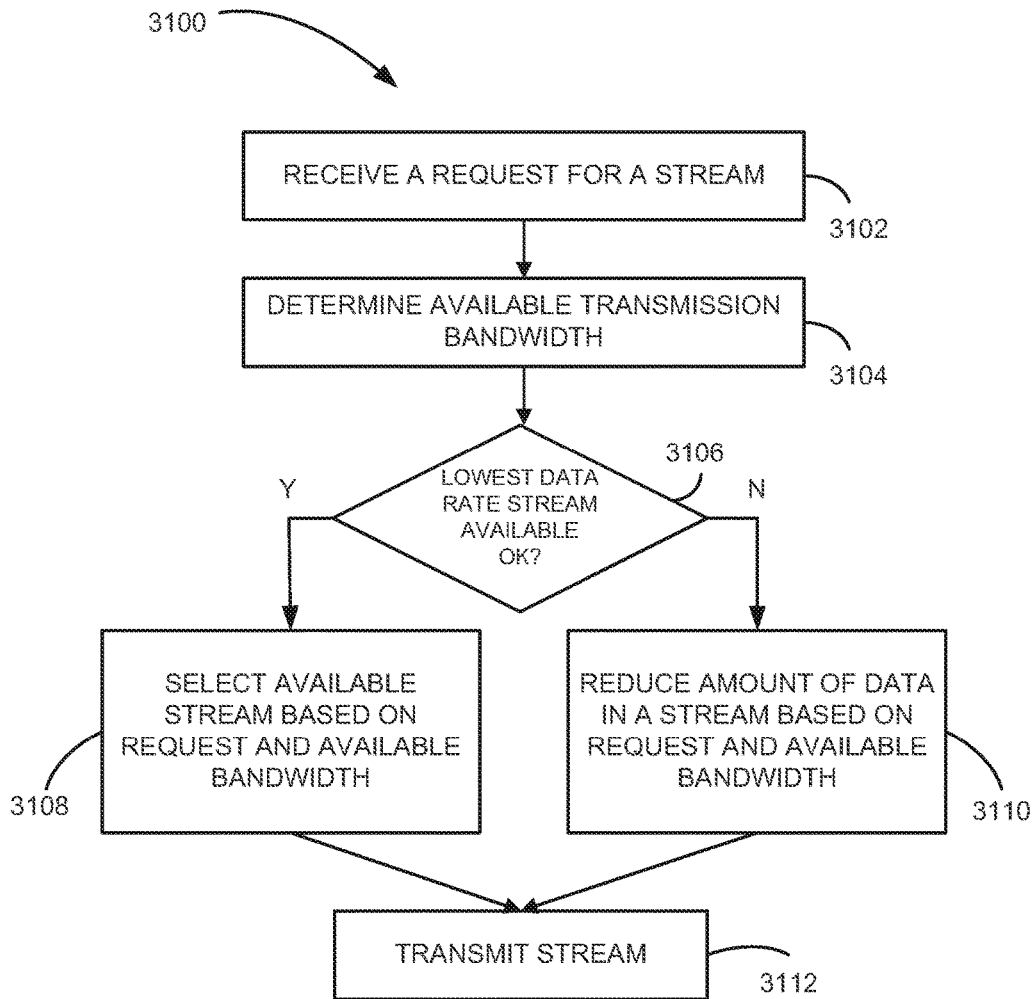 3100
RECEIVE A REQUEST FOR A STREAM
3102
DETERMINE AVAILABLE TRANSMISSION
BANDWIDTH
3104
3106
LOWEST DATA
RATE STREAM
AVAILABLE
OK?
Y
N
SELECT AVAILABLE
STREAM BASED ON
REQUEST AND AVAILABLE
BANDWIDTH
3108
REDUCE AMOUNT OF DATA
IN A STREAM BASED ON
REQUEST AND AVAILABLE
BANDWIDTH
3110
TRANSMIT STREAM
3112